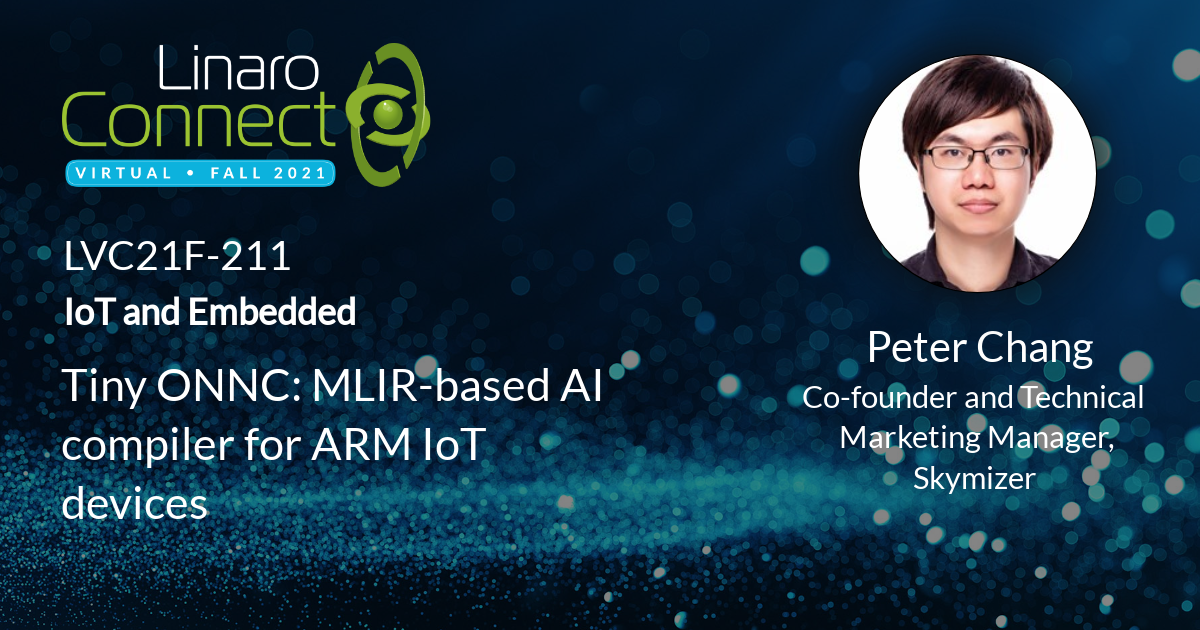 Linaro
Connect
VIRTUAL • FALL 2021
LVC21F-211
IoT and Embedded
Tiny ONNC: MLIR-based AI
compiler for ARM IoT
devices
Peter Chang
Co-founder and Technical
Marketing Manager,
Skymizer